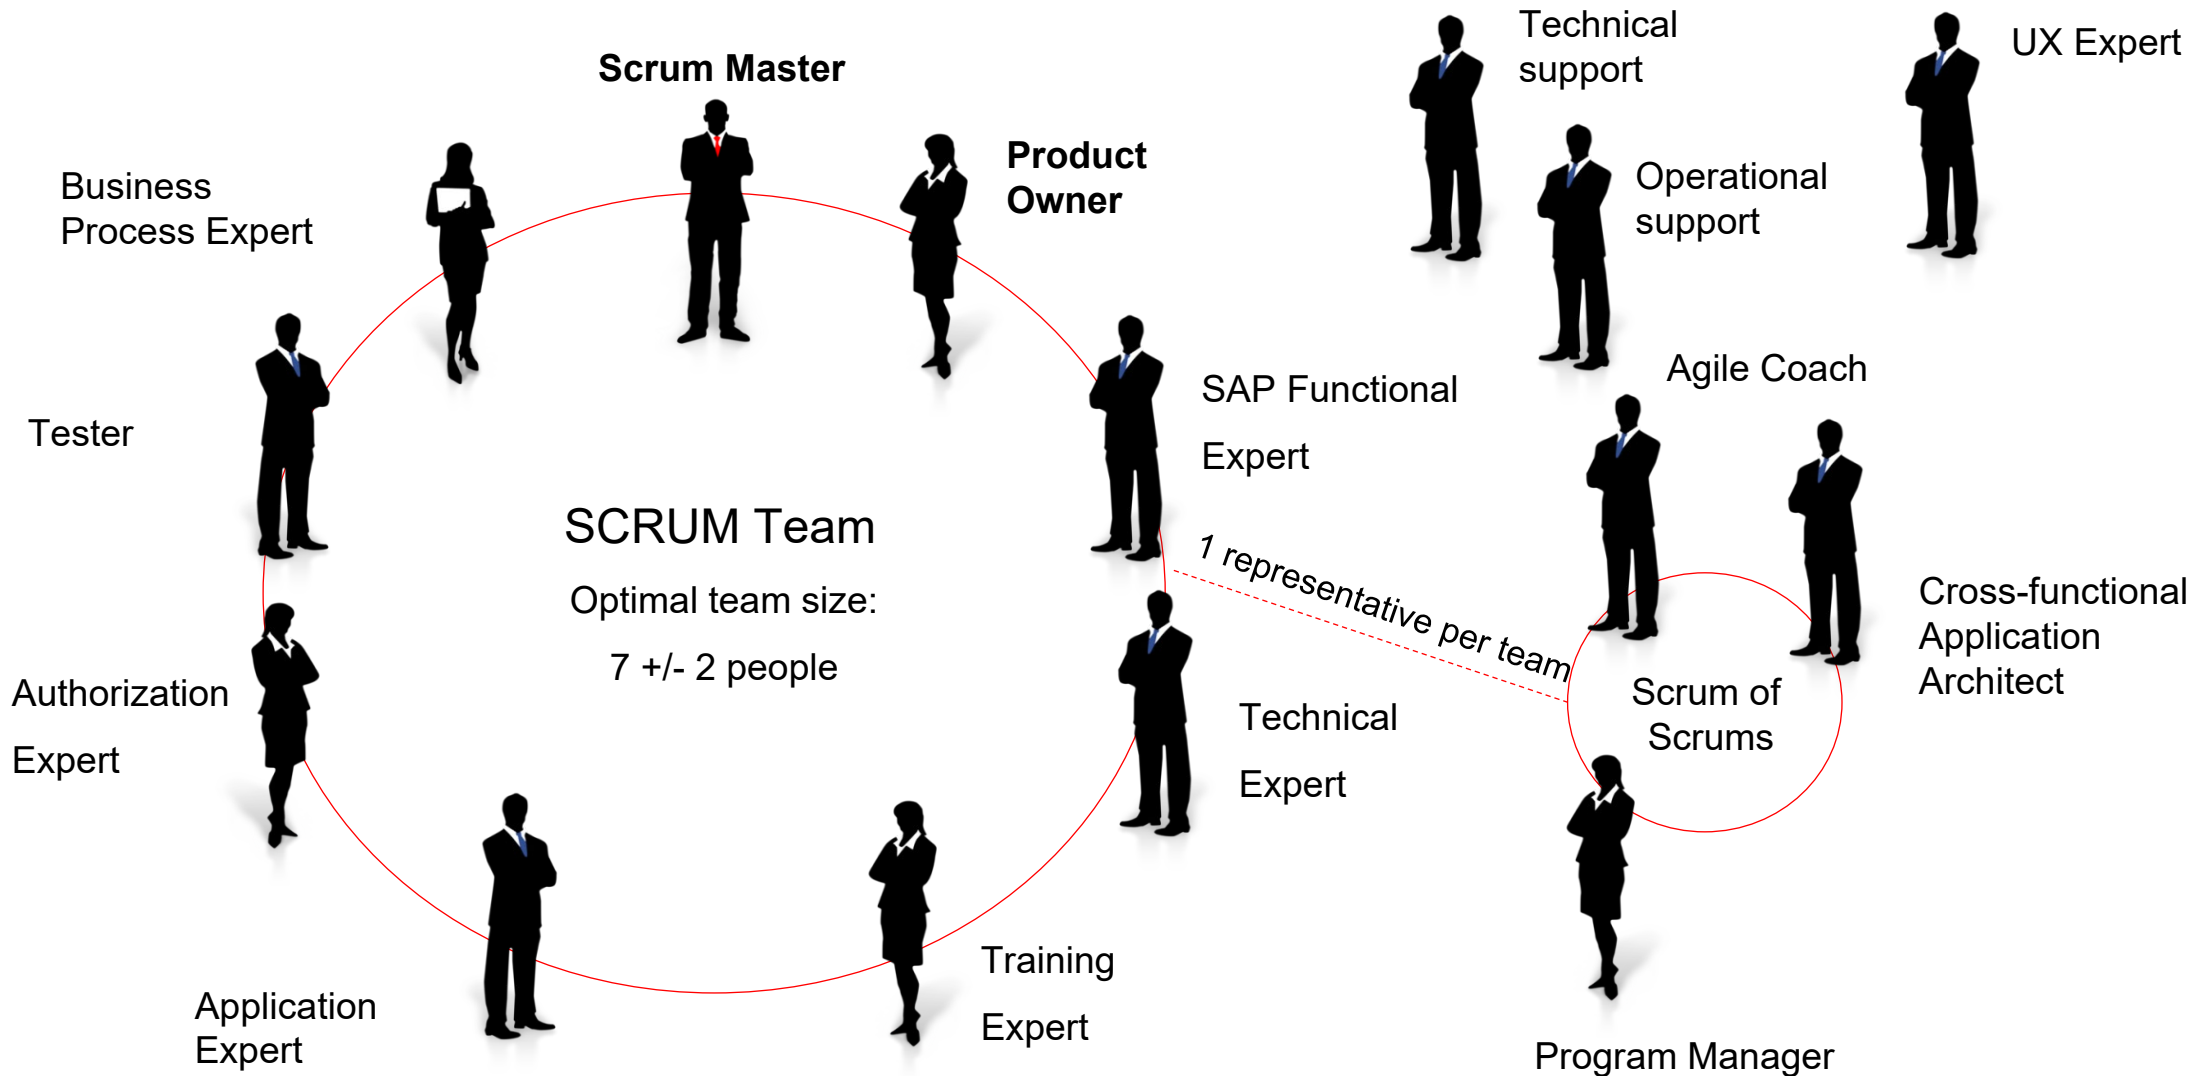 Scrum Master
Product
Owner
Business
Process Expert
Tester
Authorization
Expert
Application
Expert
Training
Expert
Technical
Expert
SAP Functional
Expert
SCRUM Team
Optimal team size:
7 +/- 2 people
1 representative per team
Technical
support
UX Expert
Operational
support
Agile Coach
Cross-functional
Application
Architect
Scrum of
Scrums
Program Manager